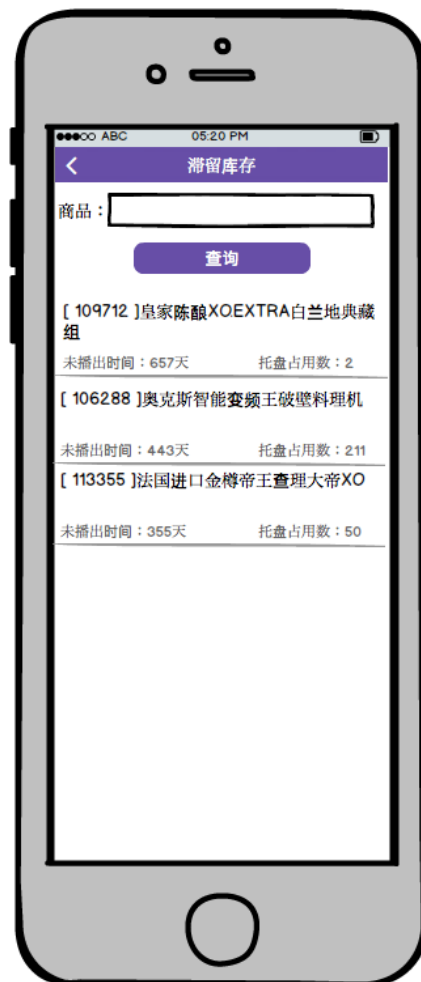 ABC 05:20 PM
滞留库存
商品：
查询
[ 109712 ]皇家陈酿XO.EXTRA白兰地典藏
组
未播出时间：657天 托盘占用数：2
[ 106288 ]奥克斯智能变频王破壁料理机
未播出时间：443天 托盘占用数：211
[ 113355 ]法国进口金樽帝王查理大帝XO
未播出时间：355天 托盘占用数：50